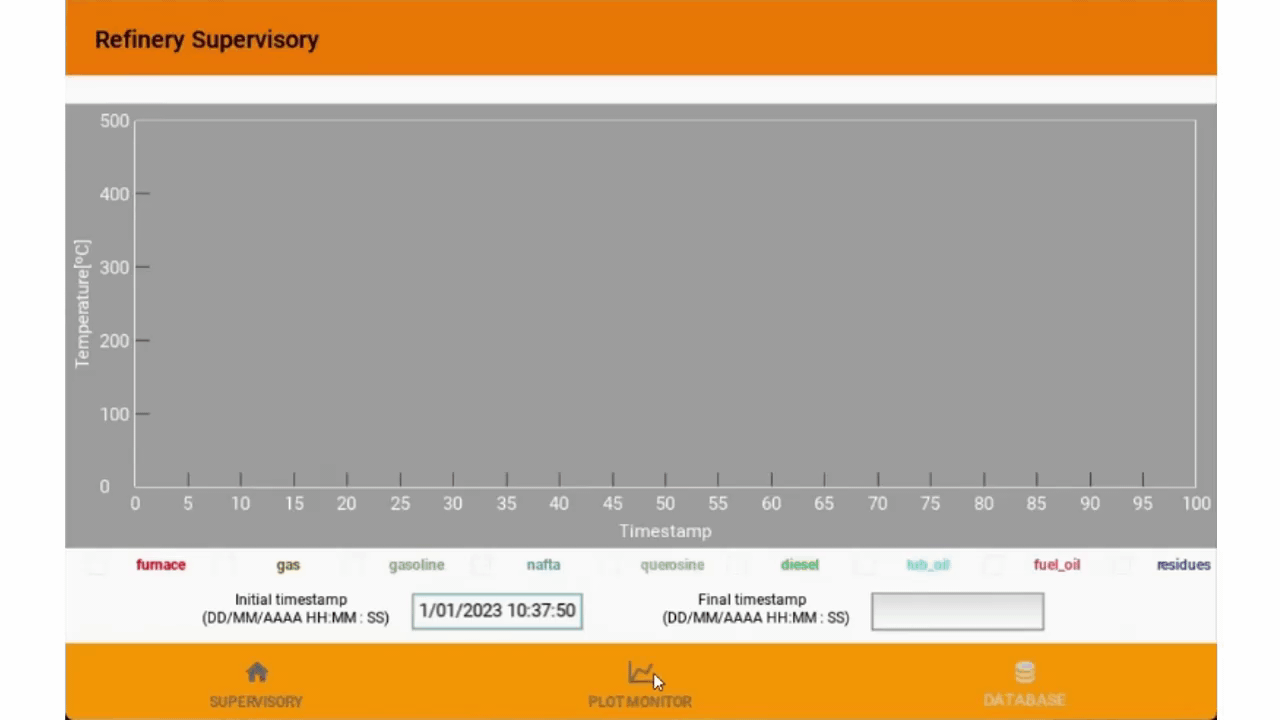 Refinery Supervisory
500
400
300
200
100
0
Temperature[ºC]
0 5 10 15 20 25 30 35 40 45 50 55 60 65 70 75 80 85 90 95 100
Timestamp
furnace gas gasoline nafta querosine diesel lub_oil fuel_oil residues
Initial timestamp
(DD/MM/AAAA HH:MM : SS)
1/01/2023 10:37:50
Final timestamp
(DD/MM/AAAA HH:MM : SS)
SUPERVISORY PLOT MONITOR DATABASE